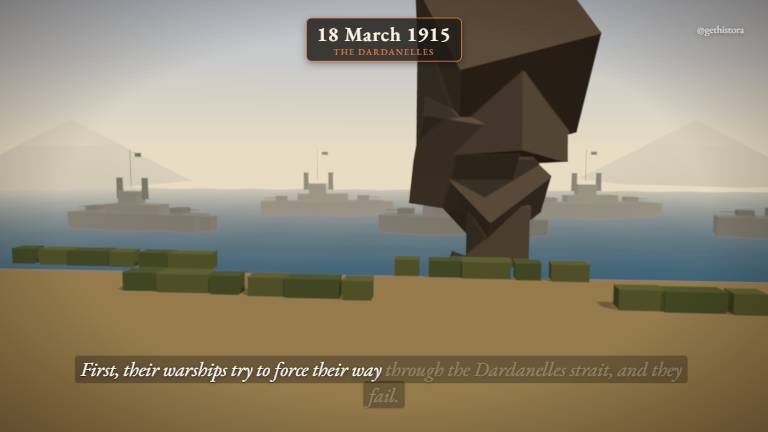 18 March 1915
THE DARDANELLES
@gethistora
First, their warships try to force their way through the Dardanelles strait, and they
fail.